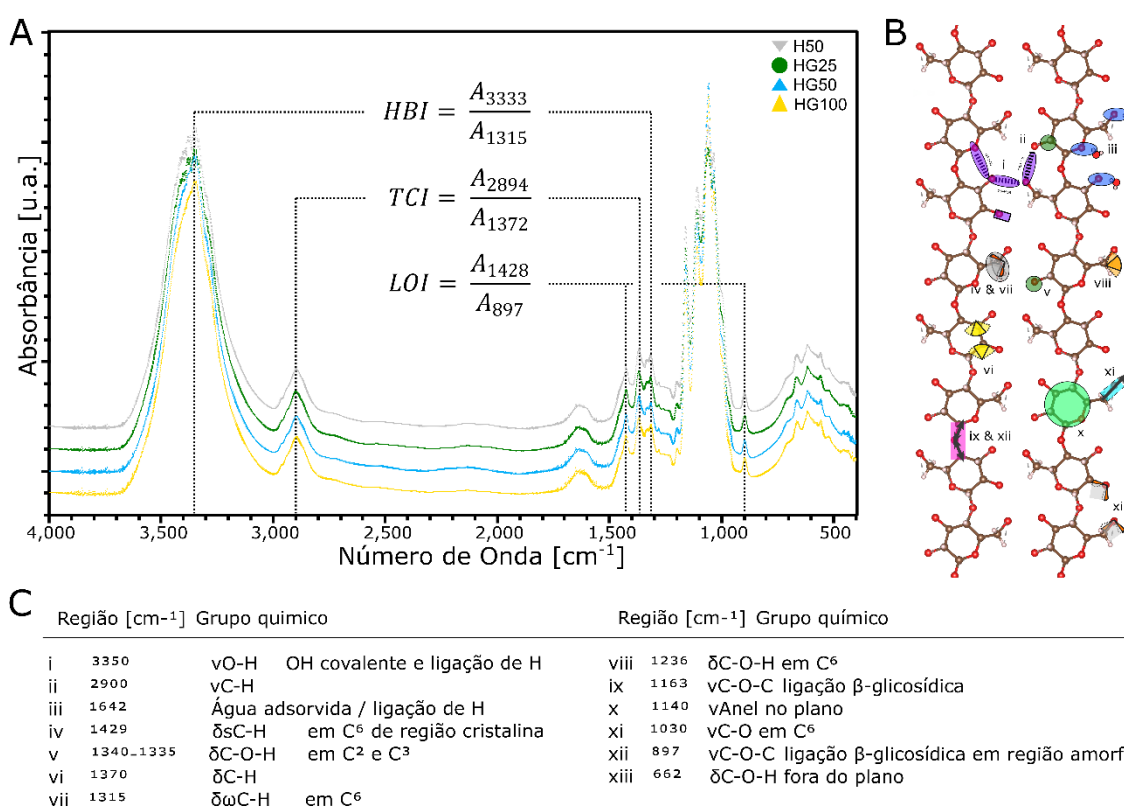 A
B
H50
HG25
HG50
HG100
HBI = A3333 / A1315
TCI = A2894 / A1372
LOI = A1428 / A897
Absorbância [u.a.]
4,000 3,500 3,000 2,500 2,000 1,500 1,000 500
Número de Onda [cm-1]
i
ii
iii
iv & vii
v
viii
vi
xi
x
ix & xii
xi
C
Região [cm-1] Grupo quimico
i 3350 νO-H OH covalente e ligação de H
ii 2900 νC-H
iii 1642 Água adsorvida / ligação de H
iv 1429 δsC-H em C6 de região cristalina
v 1340-1335 δC-O-H em C2 e C3
vi 1370 δC-H
vii 1315 δωC-H em C6
Região [cm-1] Grupo químico
viii 1236 δC-O-H em C6
ix 1163 νC-O-C ligação β-glicosídica
x 1140 νAnel no plano
xi 1030 νC-O em C6
xii 897 νC-O-C ligação β-glicosídica em região amorf
xiii 662 δC-O-H fora do plano